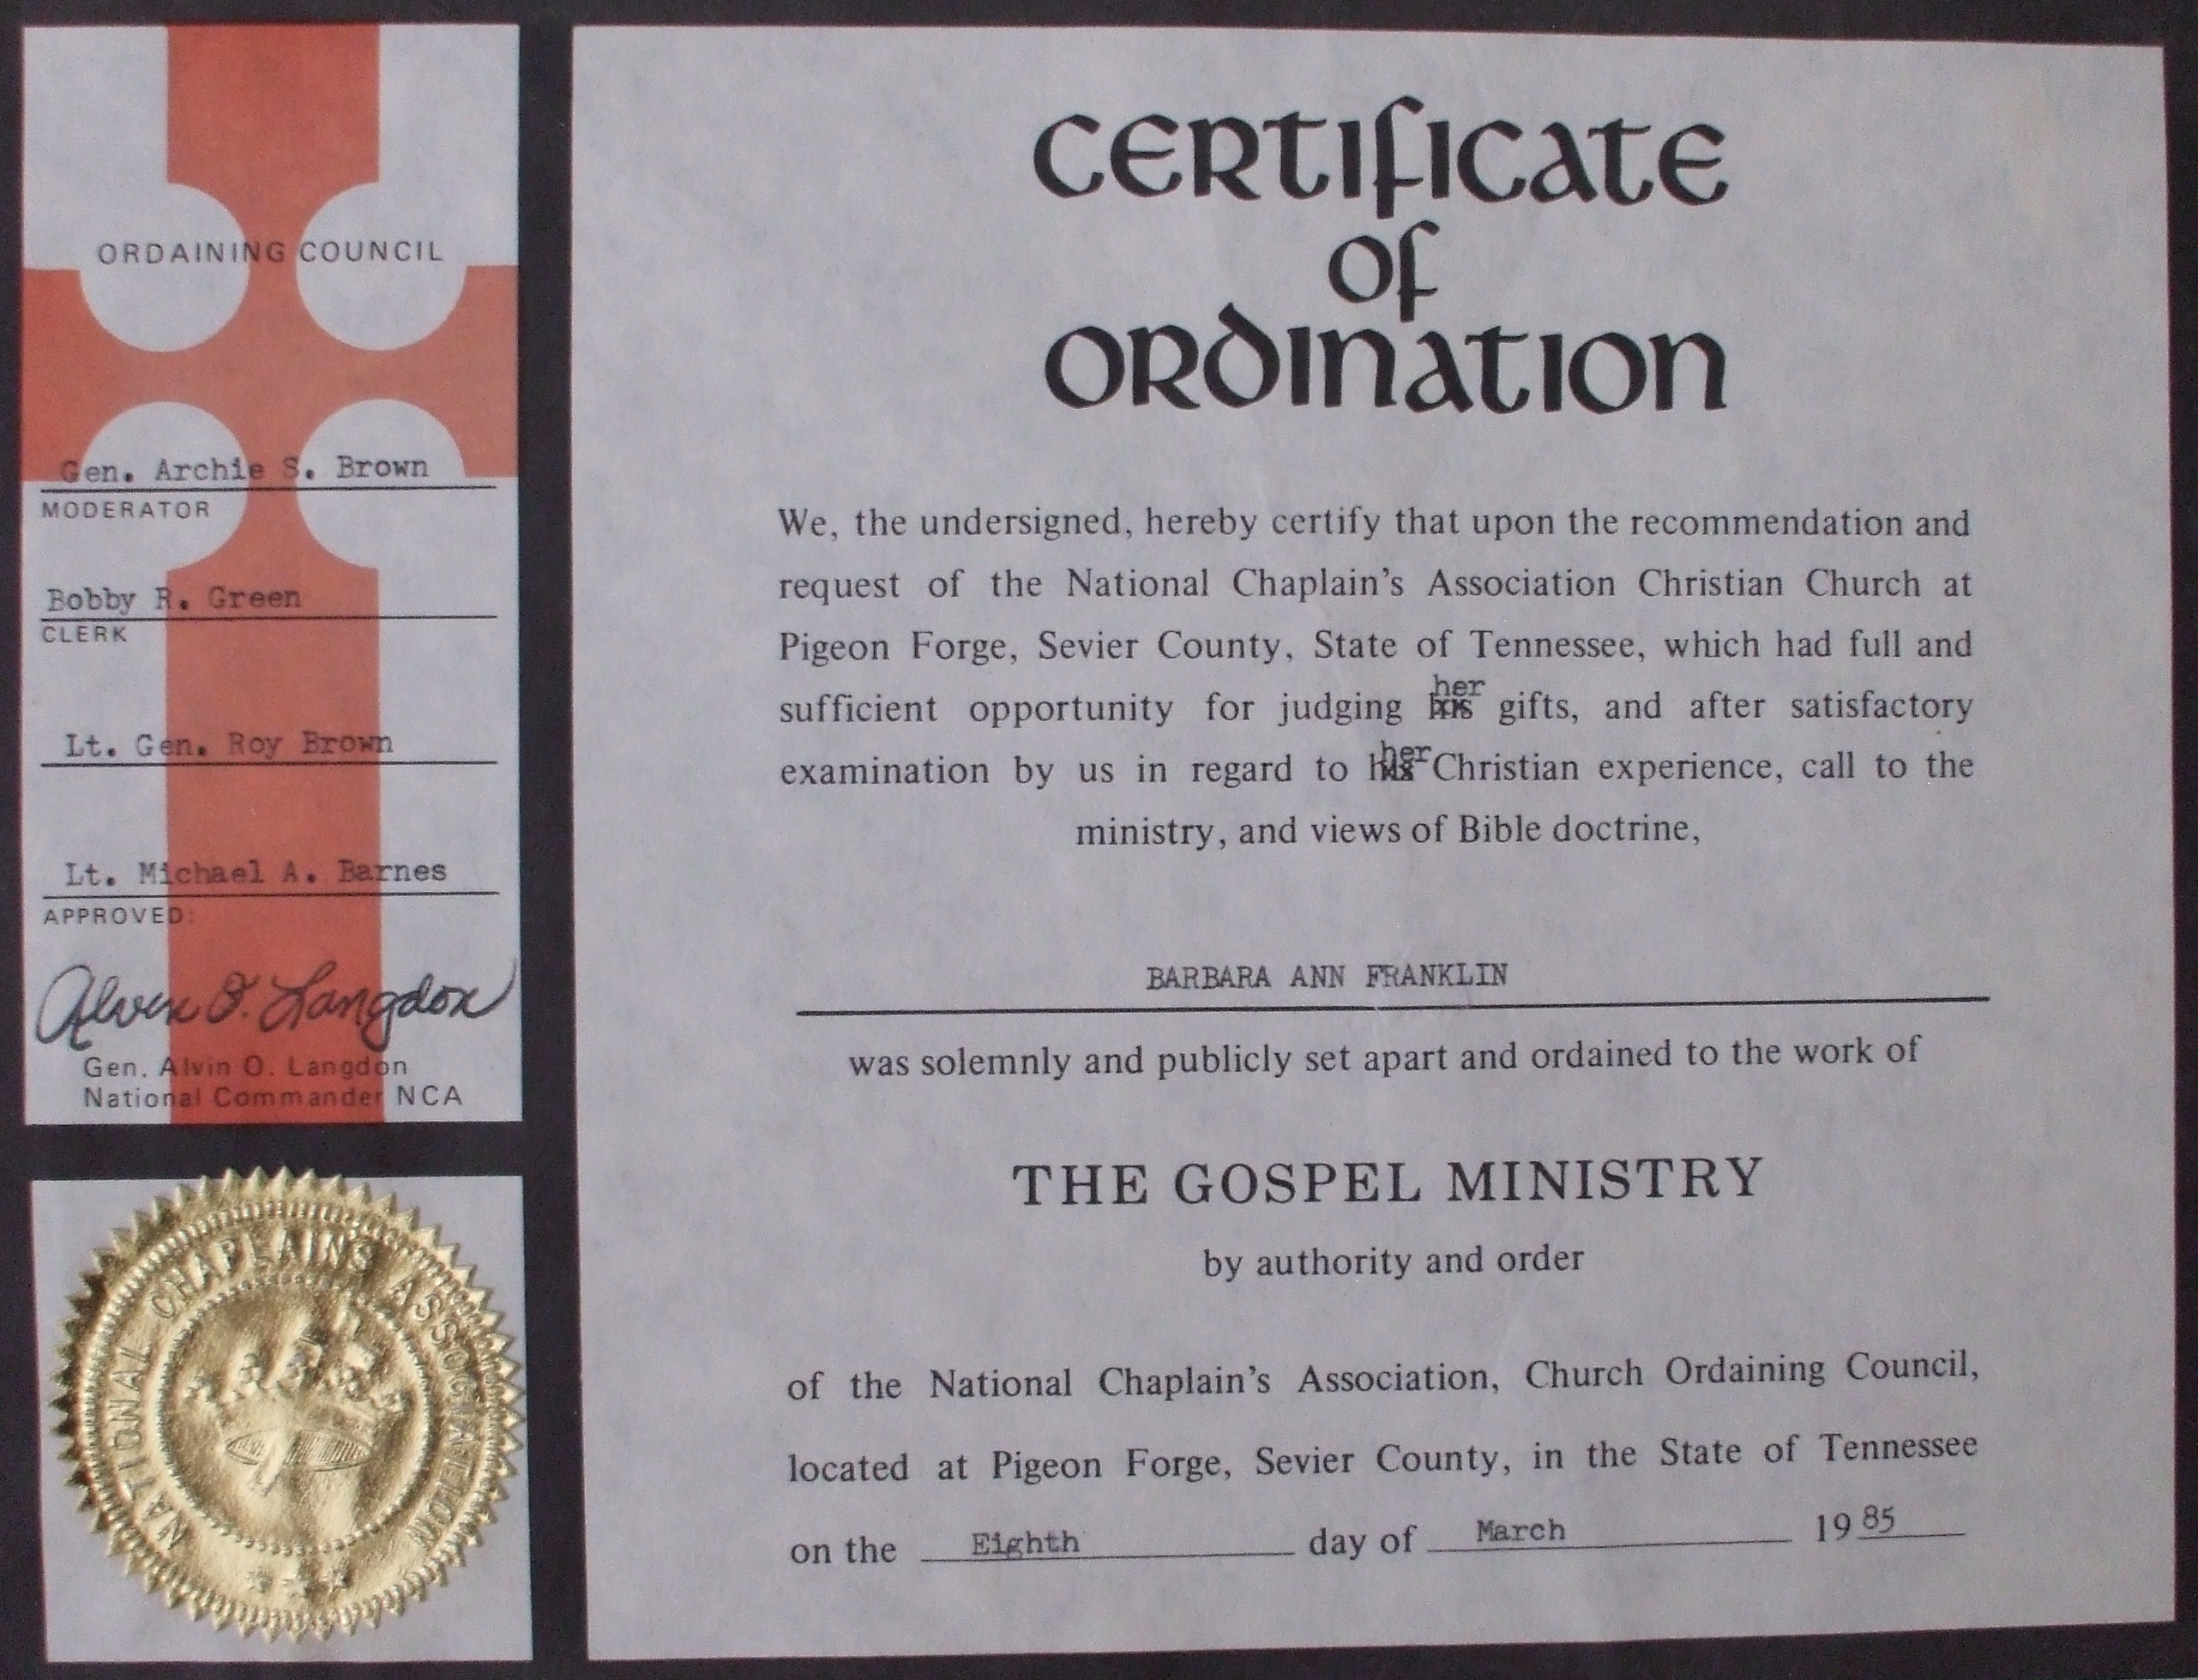 ORDAINING COUNCIL
Gen. Archie S. Brown
MODERATOR
Bobby R. Green
CLERK
Lt. Gen. Roy Brown
Lt. Michael A. Barnes
APPROVED:
Alvin O. Langdon
Gen. Alvin O. Langdon
National Commander NCA
NATIONAL CHAPLAINS ASSOCIATION
CERTIFICATE
OF
ORDINATION
We, the undersigned, hereby certify that upon the recommendation and
request of the National Chaplain's Association Christian Church at
Pigeon Forge, Sevier County, State of Tennessee, which had full and
sufficient opportunity for judging his her gifts, and after satisfactory
examination by us in regard to his her Christian experience, call to the
ministry, and views of Bible doctrine,
BARBARA ANN FRANKLIN
was solemnly and publicly set apart and ordained to the work of
THE GOSPEL MINISTRY
by authority and order
of the National Chaplain's Association, Church Ordaining Council,
located at Pigeon Forge, Sevier County, in the State of Tennessee
on the Eighth day of March 19 85